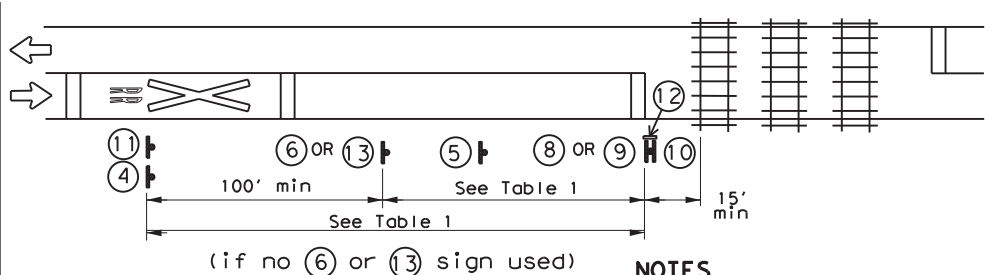 RR
12
11 6 OR 13 5 8 OR 9 10
4
100' min See Table 1 15' min
See Table 1
(if no 6 or 13 sign used) NOTES